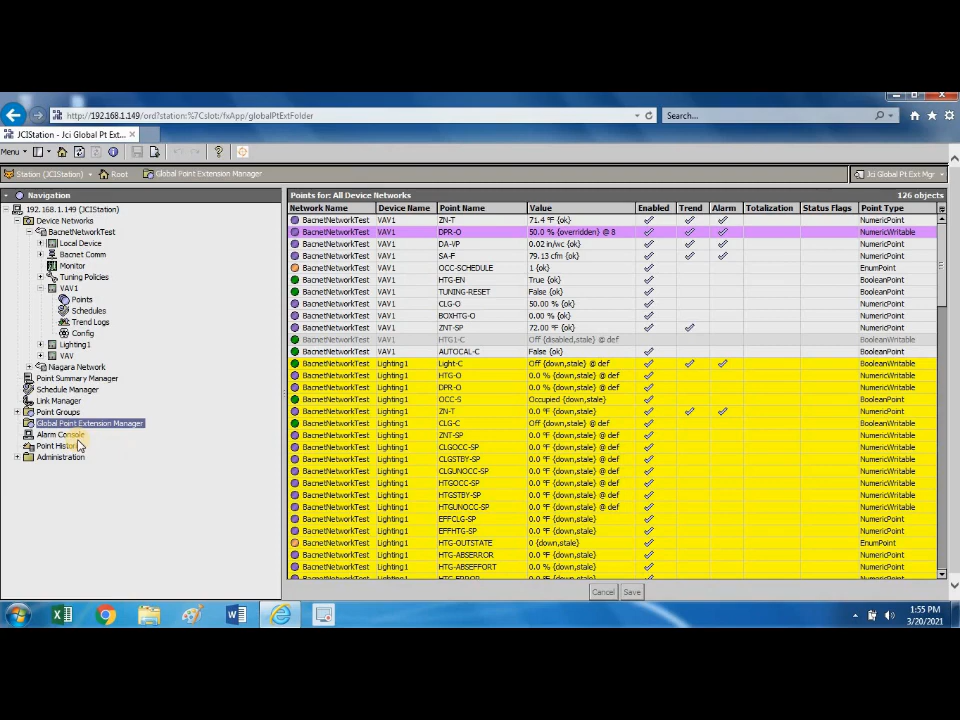 http://192.168.1.149/ord?station:%7Cslot:/fxApp/globalPtExtFolder
Search...
JCIStation - Jci Global Pt Ext...
Menu
Station (JCIStation)
Root
Global Point Extension Manager
Jci Global Pt Ext Mgr
Navigation
192.168.1.149 (JCIStation)
Device Networks
BacnetNetworkTest
Local Device
Bacnet Comm
Monitor
Tuning Policies
VAV1
Points
Schedules
Trend Logs
Config
Lighting1
VAV
Niagara Network
Point Summary Manager
Schedule Manager
Link Manager
Point Groups
Global Point Extension Manager
Alarm Console
Point
Administration
Points for: All Device Networks 126 objects
Network Name Device Name Point Name Value Enabled Trend Alarm Totalization Status Flags Point Type
BacnetNetworkTest VAV1 ZN-T 71.4 °F {ok} NumericPoint
BacnetNetworkTest VAV1 DPR-O 50.0 % {overridden} @ 8 NumericWritable
BacnetNetworkTest VAV1 DA-VP 0.02 in/wc {ok} NumericPoint
BacnetNetworkTest VAV1 SA-F 79.13 cfm {ok} NumericPoint
BacnetNetworkTest VAV1 OCC-SCHEDULE 1 {ok} EnumPoint
BacnetNetworkTest VAV1 HTG-EN True {ok} BooleanPoint
BacnetNetworkTest VAV1 TUNING-RESET False {ok} BooleanPoint
BacnetNetworkTest VAV1 CLG-O 50.00 % {ok} NumericPoint
BacnetNetworkTest VAV1 BOXHTG-O 0.0 % {ok} NumericPoint
BacnetNetworkTest VAV1 ZNT-SP 72.00 °F {ok} NumericPoint
BacnetNetworkTest VAV1 HTG1-C Off {disabled,stale} @ def BooleanPoint
BacnetNetworkTest VAV1 AUTOCAL-C False {ok} BooleanPoint
BacnetNetworkTest Lighting1 Light-C Off {down,stale} @ def BooleanWritable
BacnetNetworkTest Lighting1 HTG-O 0.0 % {down,stale} @ def NumericWritable
BacnetNetworkTest Lighting1 DPR-O 0.0 % {down,stale} @ def NumericWritable
BacnetNetworkTest Lighting1 OCC-S Occupied {down,stale} BooleanPoint
BacnetNetworkTest Lighting1 ZN-T 0.0 °F {down,stale} @ def NumericWritable
BacnetNetworkTest Lighting1 CLG-C Off {down,stale} @ def BooleanWritable
BacnetNetworkTest Lighting1 ZNT-SP 0.0 °F {down,stale} @ def NumericWritable
BacnetNetworkTest Lighting1 CLGOCC-SP 0.0 °F {down,stale} @ def NumericWritable
BacnetNetworkTest Lighting1 CLGSTBY-SP 0.0 °F {down,stale} @ def NumericWritable
BacnetNetworkTest Lighting1 CLGUNOCC-SP 0.0 °F {down,stale} @ def NumericWritable
BacnetNetworkTest Lighting1 HTGOCC-SP 0.0 °F {down,stale} @ def NumericWritable
BacnetNetworkTest Lighting1 HTGSTBY-SP 0.0 °F {down,stale} @ def NumericWritable
BacnetNetworkTest Lighting1 HTGUNOCC-SP 0.0 °F {down,stale} @ def NumericWritable
BacnetNetworkTest Lighting1 EFFCLG-SP 0.0 °F {down,stale} NumericPoint
BacnetNetworkTest Lighting1 EFFHTG-SP 0.0 °F {down,stale} NumericPoint
BacnetNetworkTest Lighting1 HTG-OUTSTATE 0 {down,stale} EnumPoint
BacnetNetworkTest Lighting1 HTG-ABSERROR 0.0 °F {down,stale} NumericPoint
BacnetNetworkTest Lighting1 HTG-ABSEFFORT 0.0 % {down,stale} NumericPoint
BacnetNetworkTest Lighting1 HTG-ERROR 0.0 °F {down,stale} NumericPoint
Cancel Save
1:55 PM
3/20/2021